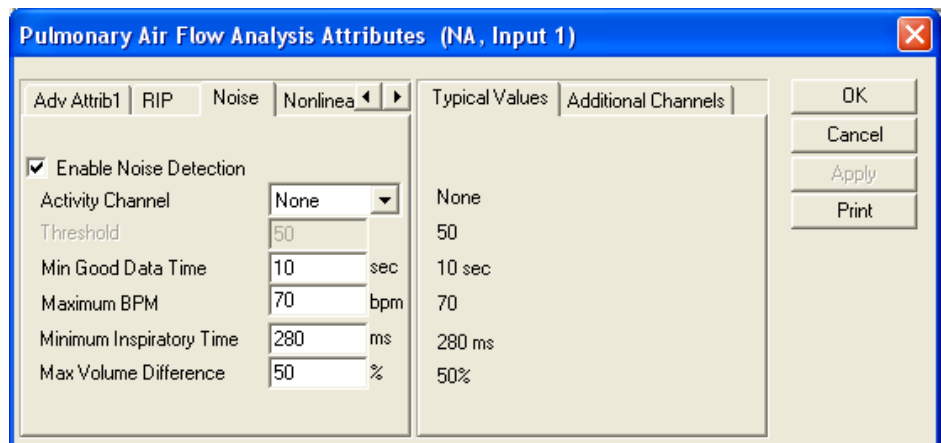 Pulmonary Air Flow Analysis Attributes (NA, Input 1)
Adv Attrib1 RIP Noise Nonlinea
Enable Noise Detection
Activity Channel None
Threshold 50
Min Good Data Time 10 sec
Maximum BPM 70 bpm
Minimum Inspiratory Time 280 ms
Max Volume Difference 50 %
Typical Values Additional Channels
None
50
10 sec
70
280 ms
50%
OK
Cancel
Apply
Print